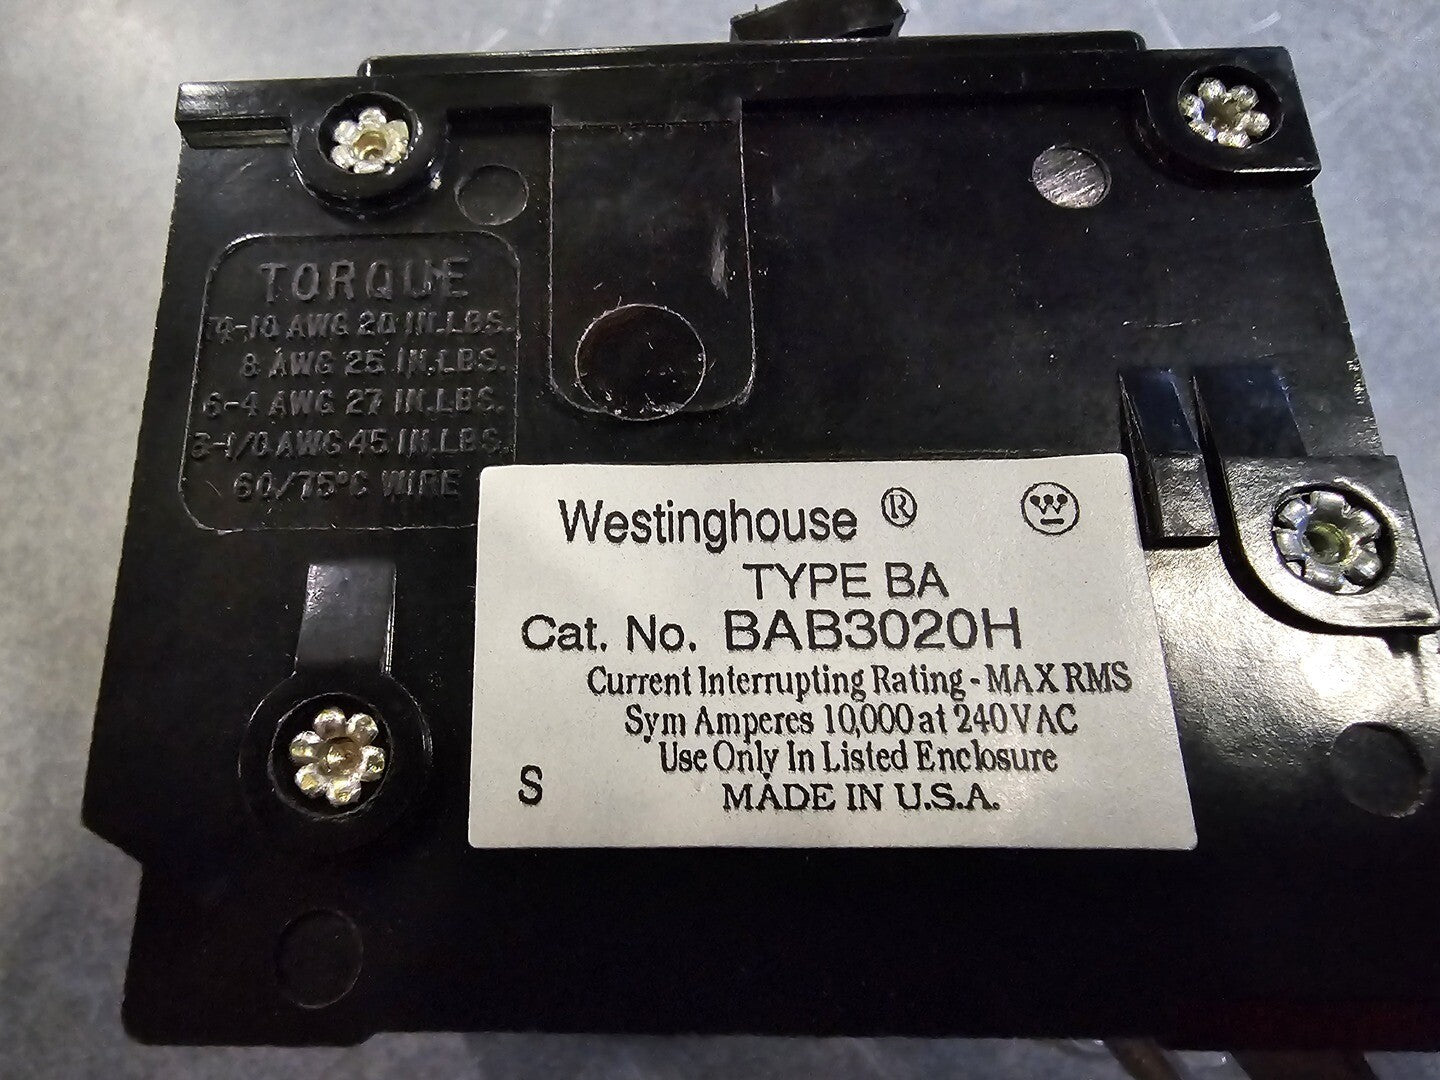 TORQUE
14-10 AWG 20 IN.LBS.
8 AWG 25 IN.LBS.
6-4 AWG 27 IN.LBS.
3-1/0 AWG 45 IN.LBS.
60/75°C WIRE
Westinghouse ®
TYPE BA
Cat. No. BAB3020H
Current Interrupting Rating - MAX RMS
Sym Amperes 10,000 at 240 VAC
Use Only In Listed Enclosure
S MADE IN U.S.A.